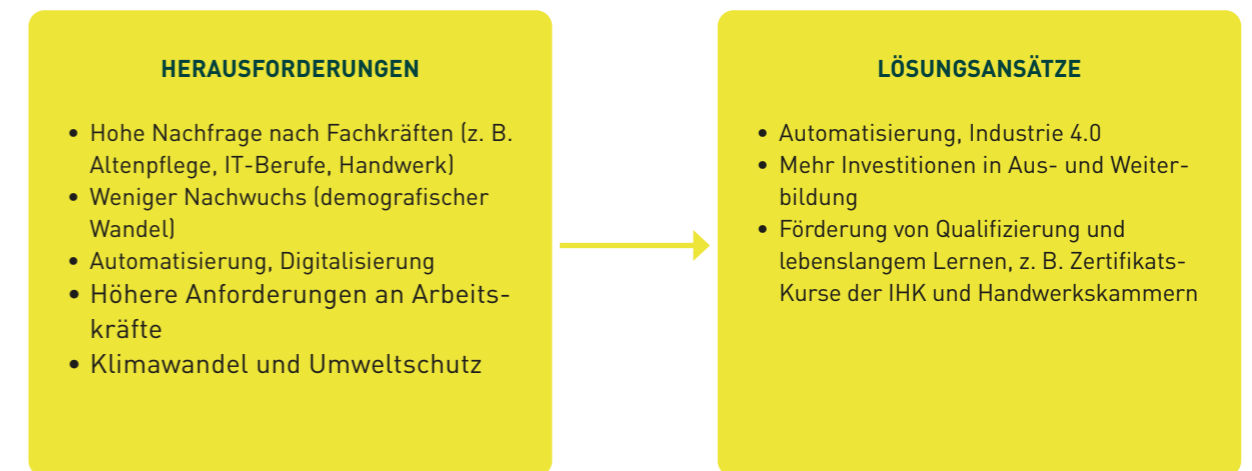 HERAUSFORDERUNGEN
• Hohe Nachfrage nach Fachkräften (z. B.
Altenpflege, IT-Berufe, Handwerk)
• Weniger Nachwuchs (demografischer
Wandel)
• Automatisierung, Digitalisierung
• Höhere Anforderungen an Arbeits-
kräfte
• Klimawandel und Umweltschutz
LÖSUNGSANSÄTZE
• Automatisierung, Industrie 4.0
• Mehr Investitionen in Aus- und Weiter-
bildung
• Förderung von Qualifizierung und
lebenslangem Lernen, z. B. Zertifikats-
Kurse der IHK und Handwerkskammern